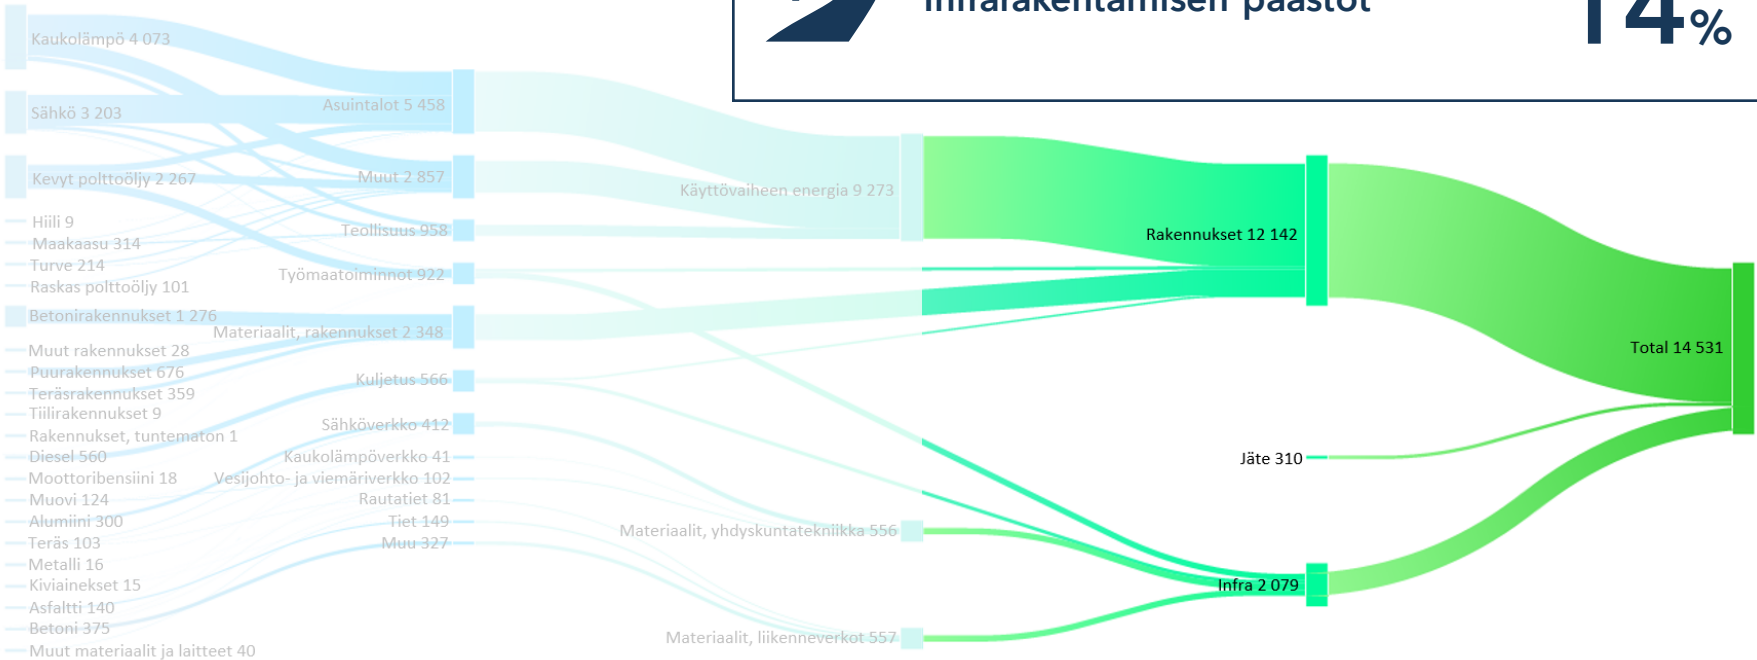 Infrarakentamisen päästöt
14%
Kaukolämpö 4 073
Sähkö 3 203
Kevyt polttoöljy 2 267
Hiili 9
Maakaasu 314
Turve 214
Raskas polttoöljy 101
Betonirakennukset 1 276
Muut rakennukset 28
Puurakennukset 676
Teräsrakennukset 359
Tiilirakennukset 9
Rakennukset, tuntematon 1
Diesel 560
Moottoribensiini 18
Muovi 124
Alumiini 300
Teräs 103
Metalli 16
Kiviainekset 15
Asfaltti 140
Betoni 375
Muut materiaalit ja laitteet 40
Asuintalot 5 458
Muut 2 857
Teollisuus 958
Työmaatoiminnot 922
Materiaalit, rakennukset 2 348
Kuljetus 566
Sähköverkko 412
Kaukolämpöverkko 41
Vesijohto- ja viemäriverkko 102
Rautatiet 81
Tiet 149
Muu 327
Käyttövaiheen energia 9 273
Materiaalit, yhdyskuntatekniikka 556
Materiaalit, liikenneverkot 557
Rakennukset 12 142
Jäte 310
Infra 2 079
Total 14 531